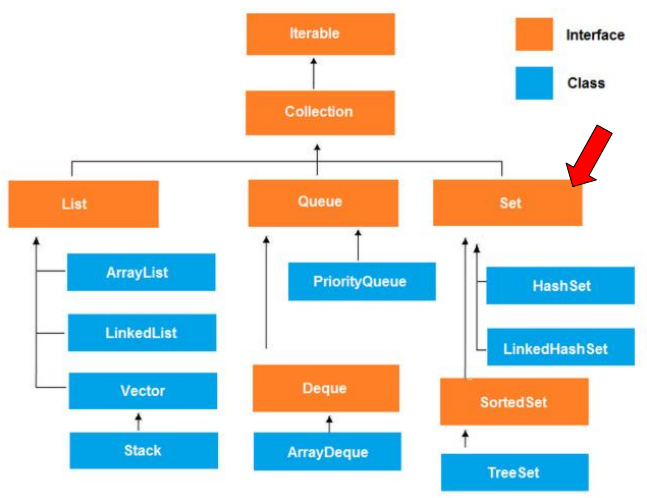 Iterable
Interface
Class
Collection
List
Queue
Set
ArrayList
PriorityQueue
HashSet
LinkedList
LinkedHashSet
Vector
Deque
SortedSet
Stack
ArrayDeque
TreeSet